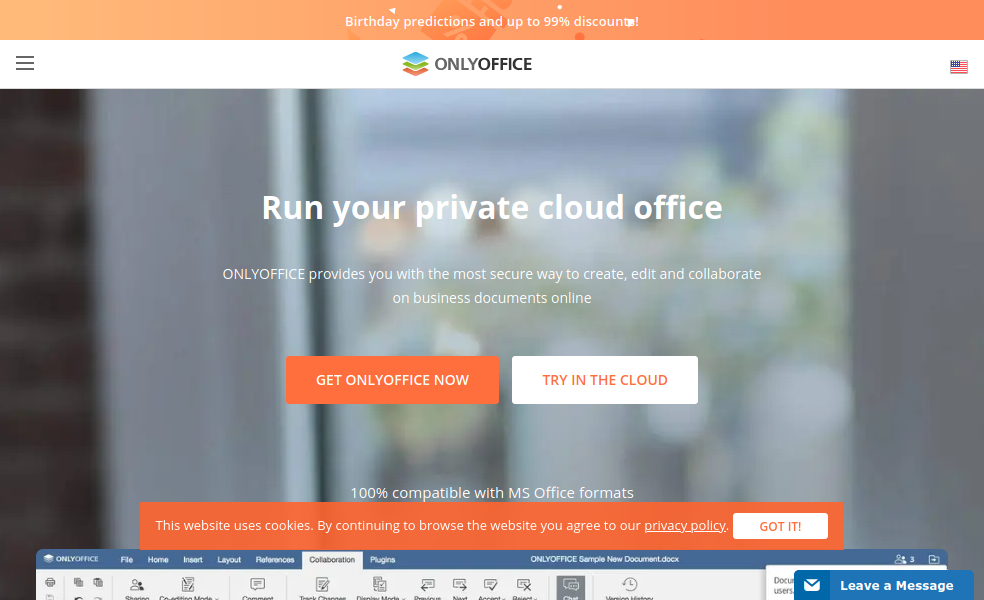 Birthday predictions and up to 99% discounts!
ONLYOFFICE
Run your private cloud office
ONLYOFFICE provides you with the most secure way to create, edit and collaborate
on business documents online
GET ONLYOFFICE NOW
TRY IN THE CLOUD
100% compatible with MS Office formats
This website uses cookies. By continuing to browse the website you agree to our privacy policy.
GOT IT!
ONLYOFFICE
File Home Insert Layout References Collaboration Plugins
ONLYOFFICE Sample New Document.docx
3
Sharing Co-editing Mode Comment Track Changes Display Mode Previous Next Accept Reject Chat Version History
users.
Leave a Message